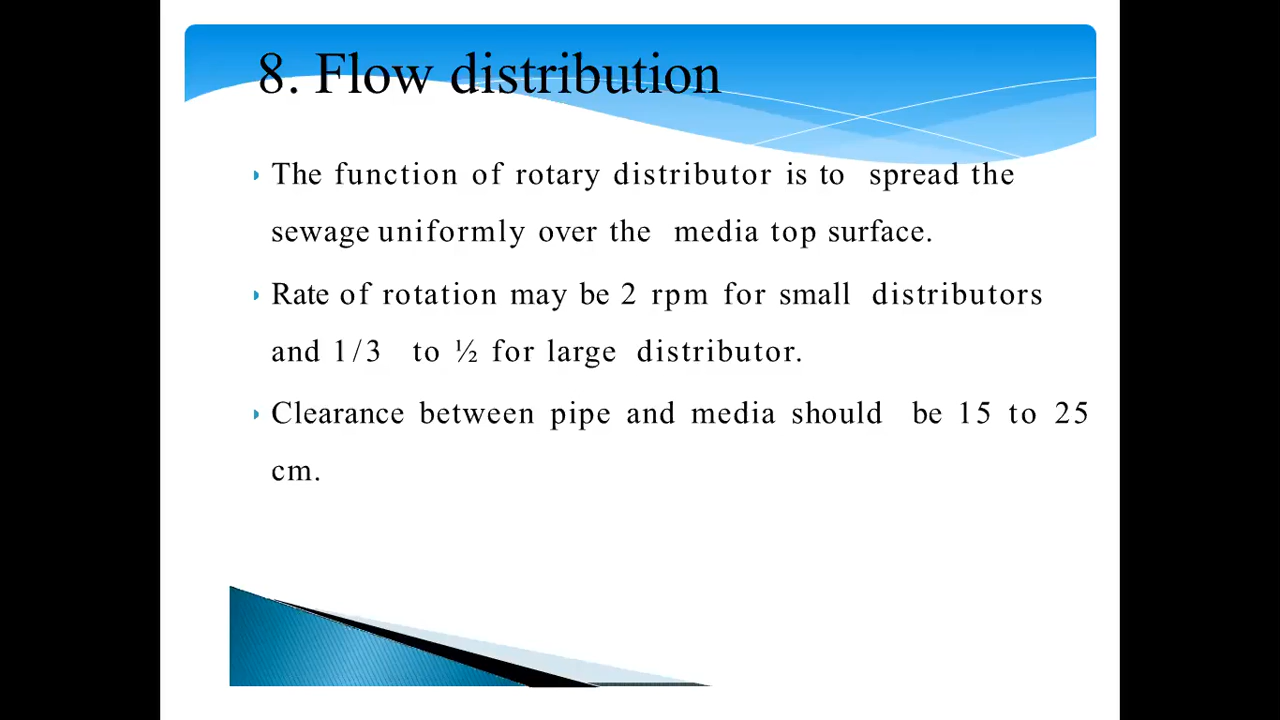 8. Flow distribution
The function of rotary distributor is to spread the
sewage uniformly over the media top surface.
Rate of rotation may be 2 rpm for small distributors
and 1/3 to ½ for large distributor.
Clearance between pipe and media should be 15 to 25
cm.